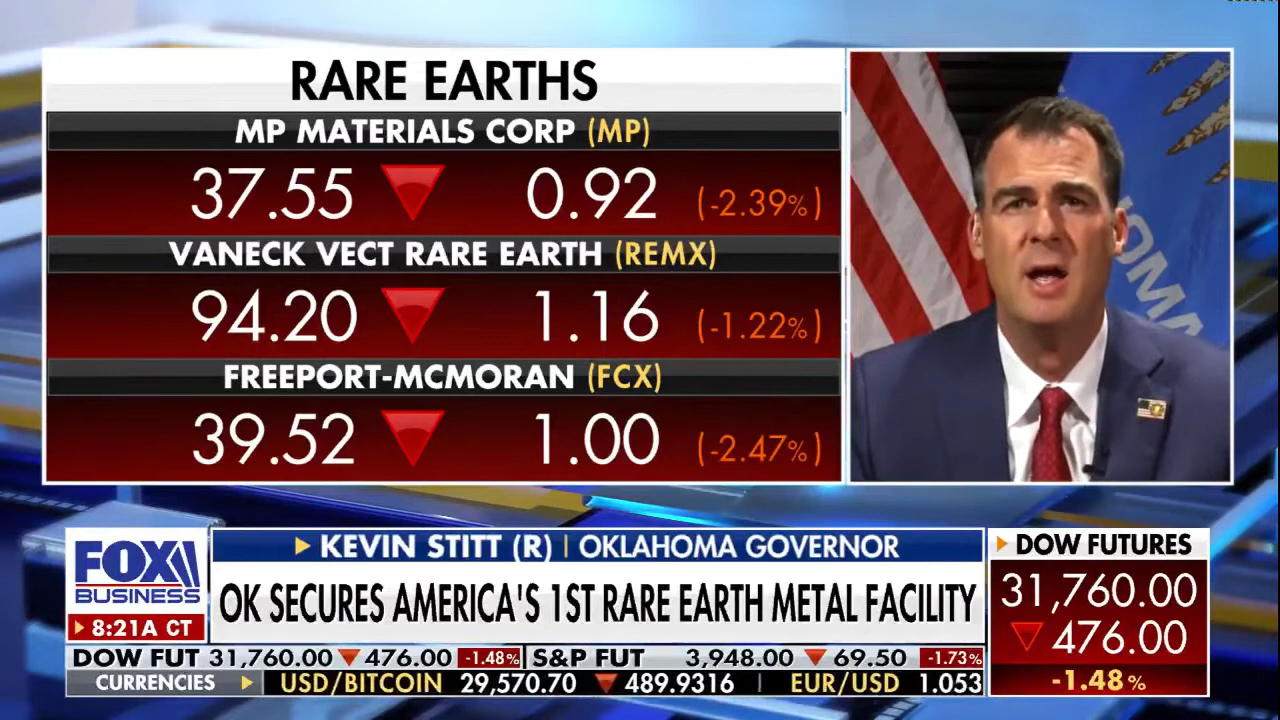 RARE EARTHS
MP MATERIALS CORP (MP)
37.55 ▼ 0.92 (-2.39%)
VANECK VECT RARE EARTH (REMX)
94.20 ▼ 1.16 (-1.22%)
FREEPORT-MCMORAN (FCX)
39.52 ▼ 1.00 (-2.47%)
OMA
FOX
BUSINESS
8:21A CT
KEVIN STITT (R) | OKLAHOMA GOVERNOR
OK SECURES AMERICA'S 1ST RARE EARTH METAL FACILITY
DOW FUTURES
31,760.00
▼ 476.00
-1.48%
DOW FUT 31,760.00 ▼ 476.00 -1.48% S&P FUT 3,948.00 ▼ 69.50 -1.73%
CURRENCIES USD/BITCOIN 29,570.70 ▼ 489.9316 | EUR/USD 1.053